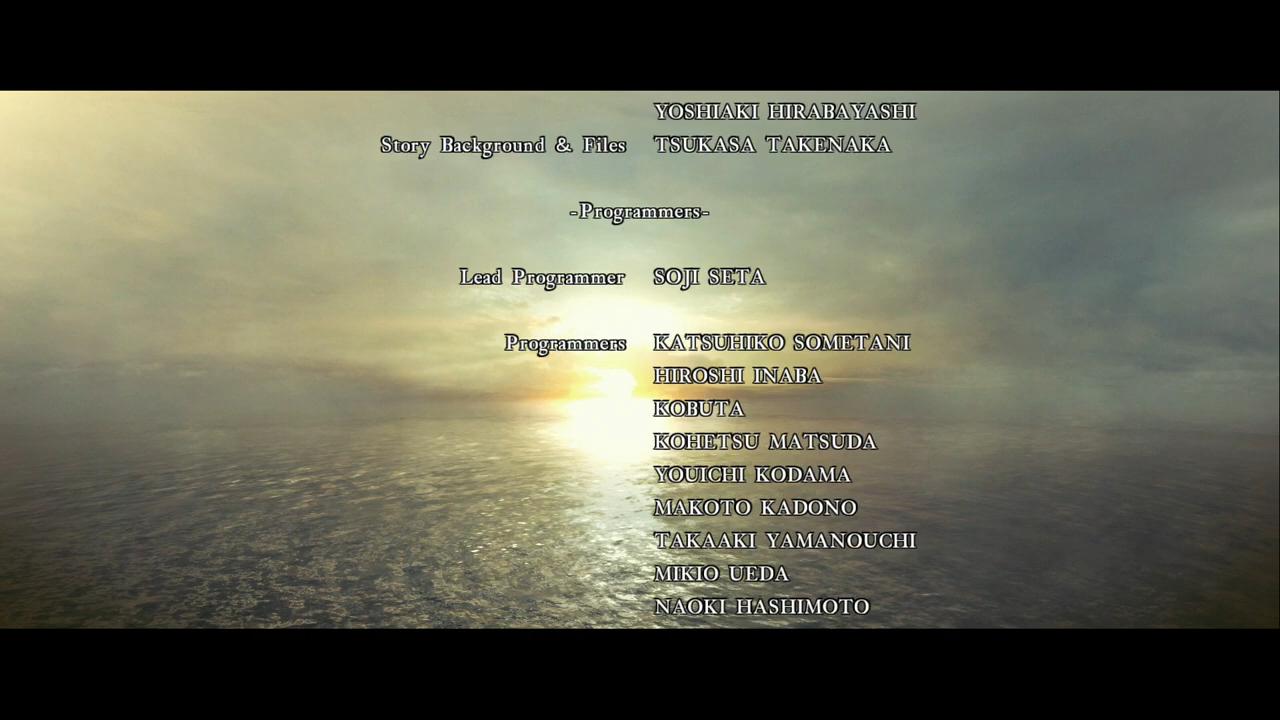 YOSHIAKI HIRABAYASHI
Story Background & Files TSUKASA TAKENAKA
-Programmers-
Lead Programmer SOJI SETA
Programmers KATSUHIKO SOMETANI
HIROSHI INABA
KOBUTA
KOHETSU MATSUDA
YOUICHI KODAMA
MAKOTO KADONO
TAKAAKI YAMANOUCHI
MIKIO UEDA
NAOKI HASHIMOTO